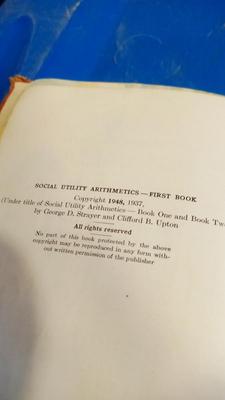 SOCIAL UTILITY ARITHMETICS—FIRST BOOK
Copyright 1948, 1937,
(Under title of Social Utility Arithmetics—Book One and Book Tw
by George D. Strayer and Clifford B. Upton
All rights reserved
No part of this book protected by the above
copyright may be reproduced in any form with-
out written permission of the publisher